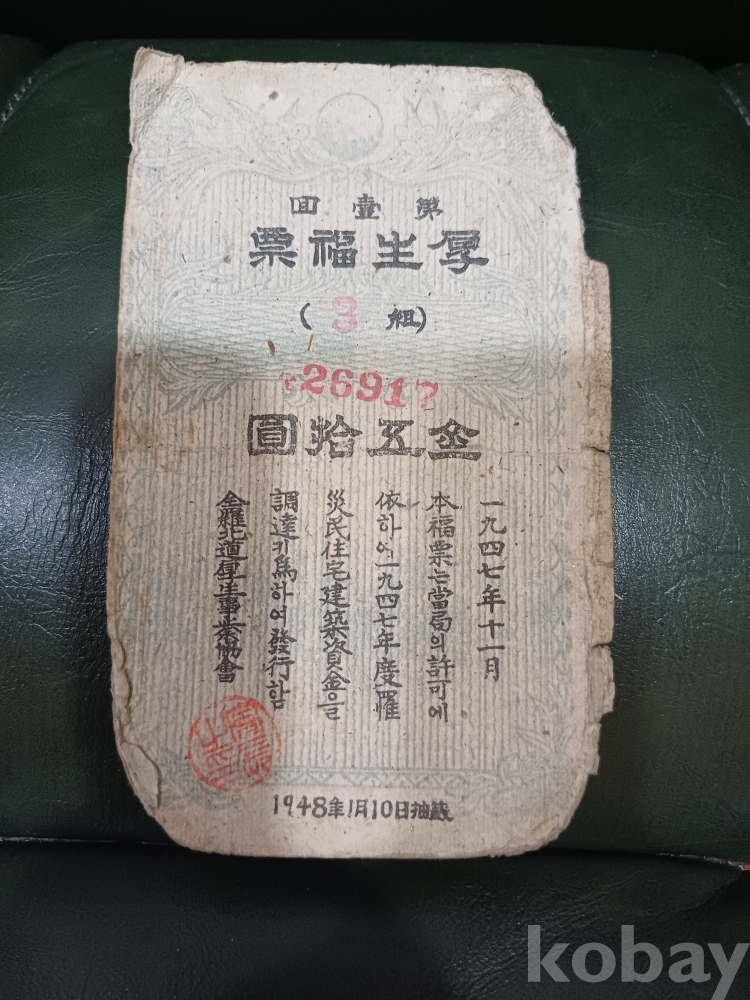 第壹回
厚生福票
(3組)
26917
金五拾圓
一九四七年十一月
本福票는當局의許可에
依하여一九四七年度罹
災民住宅建築資金을
調達키爲하여發行함
全羅北道厚生事業協會
1948年1月10日抽籤
kobay